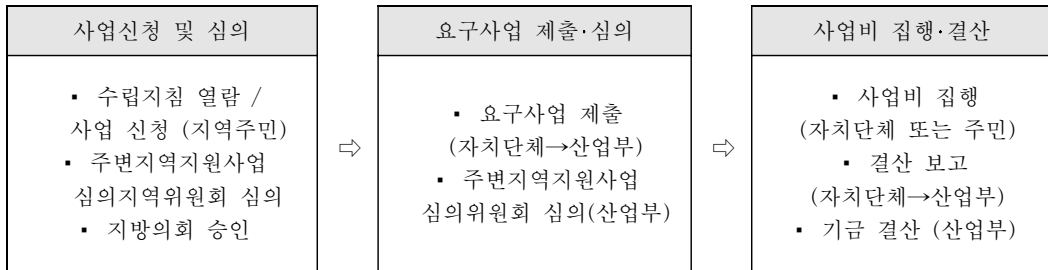 사업신청 및 심의
▪ 수립지침 열람 /
사업 신청 (지역주민)
▪ 주변지역지원사업
심의지역위원회 심의
▪ 지방의회 승인
⇨
요구사업 제출·심의
▪ 요구사업 제출
(자치단체→산업부)
▪ 주변지역지원사업
심의위원회 심의(산업부)
⇨
사업비 집행·결산
▪ 사업비 집행
(자치단체 또는 주민)
▪ 결산 보고
(자치단체→산업부)
▪ 기금 결산 (산업부)